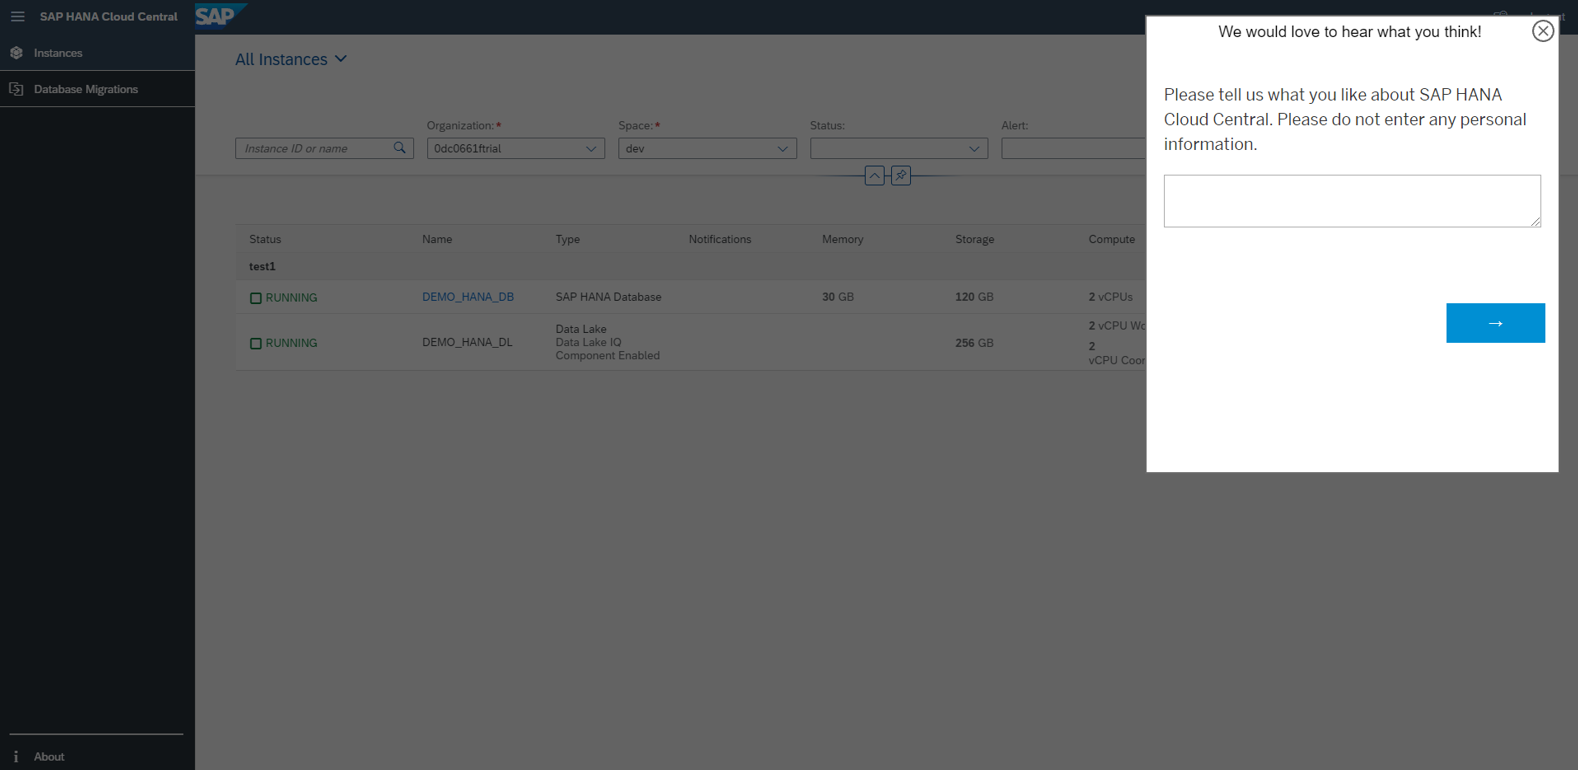 SAP HANA Cloud Central
SAP
Instances
Database Migrations
All Instances
Organization:*
Space:*
Status:
Alert:
Instance ID or name
0dc0661ftrial
dev
Status Name Type Notifications Memory Storage Compute
test1
RUNNING DEMO_HANA_DB SAP HANA Database 30 GB 120 GB 2 vCPUs
RUNNING DEMO_HANA_DL
Data Lake
Data Lake IQ
Component Enabled
256 GB
2 vCPU Wo
2
vCPU Coor
We would love to hear what you think!
Please tell us what you like about SAP HANA
Cloud Central. Please do not enter any personal
information.
→
i About